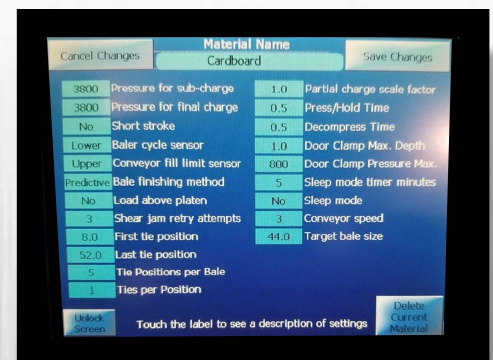 Cancel Changes
Material Name
Cardboard
Save Changes
3800 Pressure for sub-charge
3800 Pressure for final charge
No Short stroke
Lower Baler cycle sensor
Upper Conveyor fill limit sensor
Predictive Bale finishing method
No Load above platen
3 Shear jam retry attempts
8.0 First tie position
52.0 Last tie position
5 Tie Positions per Bale
1 Ties per Position
1.0 Partial charge scale factor
0.5 Press/Hold Time
0.5 Decompress Time
1.0 Door Clamp Max. Depth
800 Door Clamp Pressure Max.
5 Sleep mode timer minutes
No Sleep mode
3 Conveyor speed
44.0 Target bale size
Unlock
Screen
Touch the label to see a description of settings
Delete
Current
Material